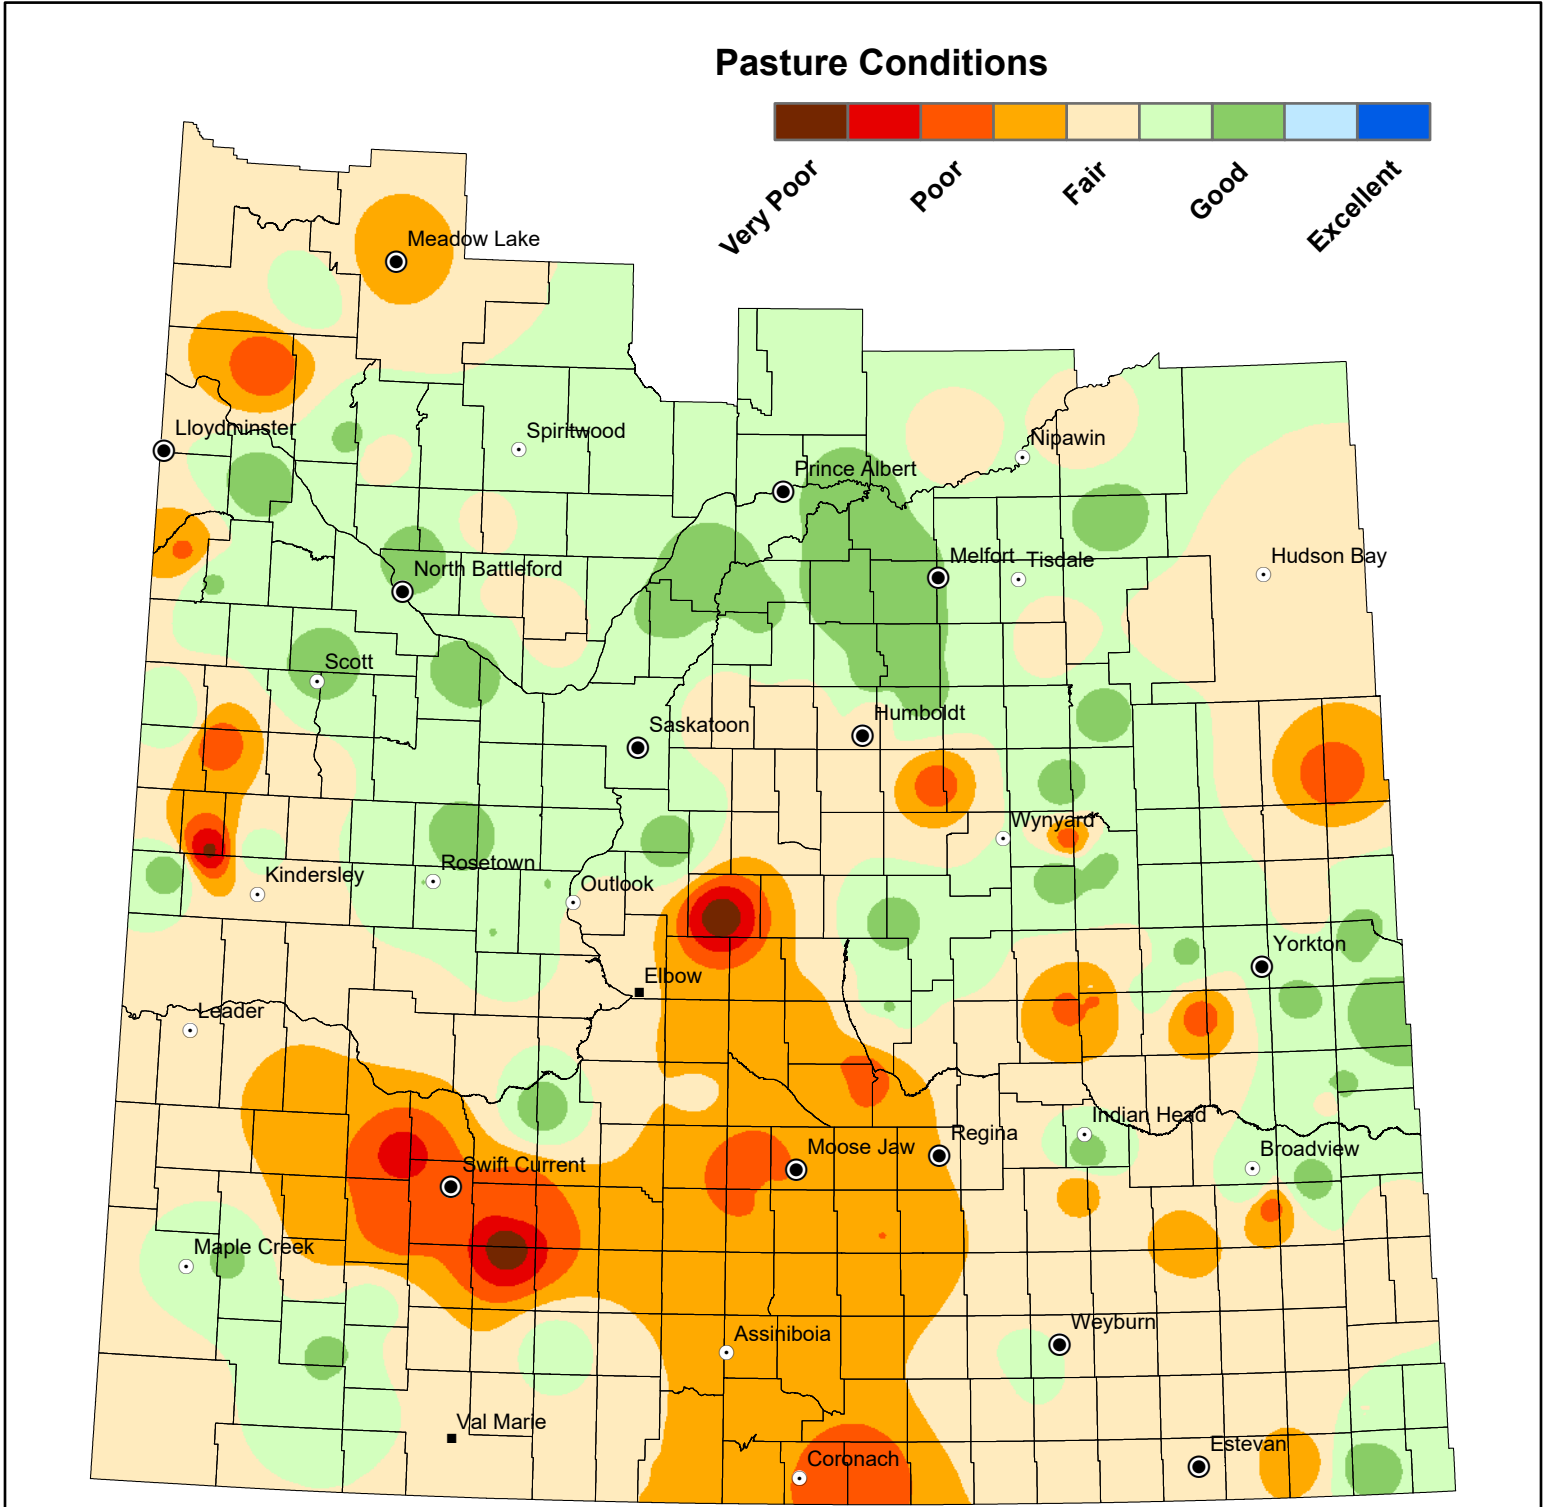 Pasture Conditions
Very Poor
Poor
Fair
Good
Excellent
Meadow Lake
Lloydminster
Spiritwood
Nipawin
Prince Albert
North Battleford
Melfort
Tisdale
Hudson Bay
Scott
Saskatoon
Humboldt
Wynyard
Kindersley
Rosetown
Outlook
Yorkton
Elbow
Leader
Indian Head
Regina
Moose Jaw
Broadview
Swift Current
Maple Creek
Assiniboia
Weyburn
Val Marie
Estevan
Coronach